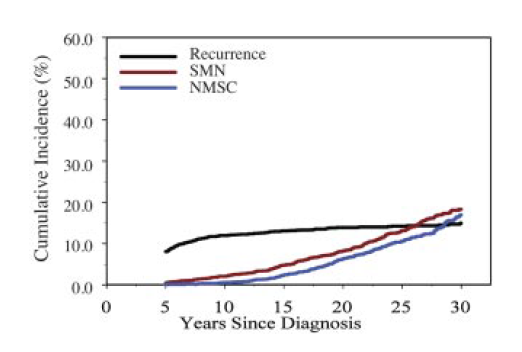 60.0
50.0
40.0
30.0
20.0
10.0
0.0
Cumulative Incidence (%)
Recurrence
SMN
NMSC
0 5 10 15 20 25 30
Years Since Diagnosis